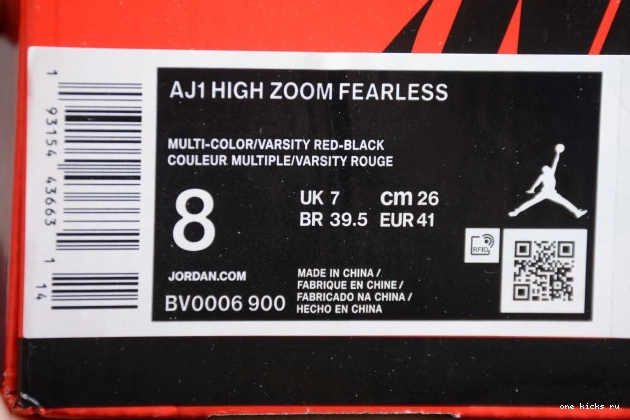 AJ1 HIGH ZOOM FEARLESS
MULTI-COLOR/VARSITY RED-BLACK
COULEUR MULTIPLE/VARSITY ROUGE
8
UK 7 cm 26
BR 39.5 EUR 41
RFID
JORDAN.COM
BV0006 900
MADE IN CHINA /
FABRIQUE EN CHINE /
FABRICADO NA CHINA /
HECHO EN CHINA
1 93154 43663 1 14
one kicks ru